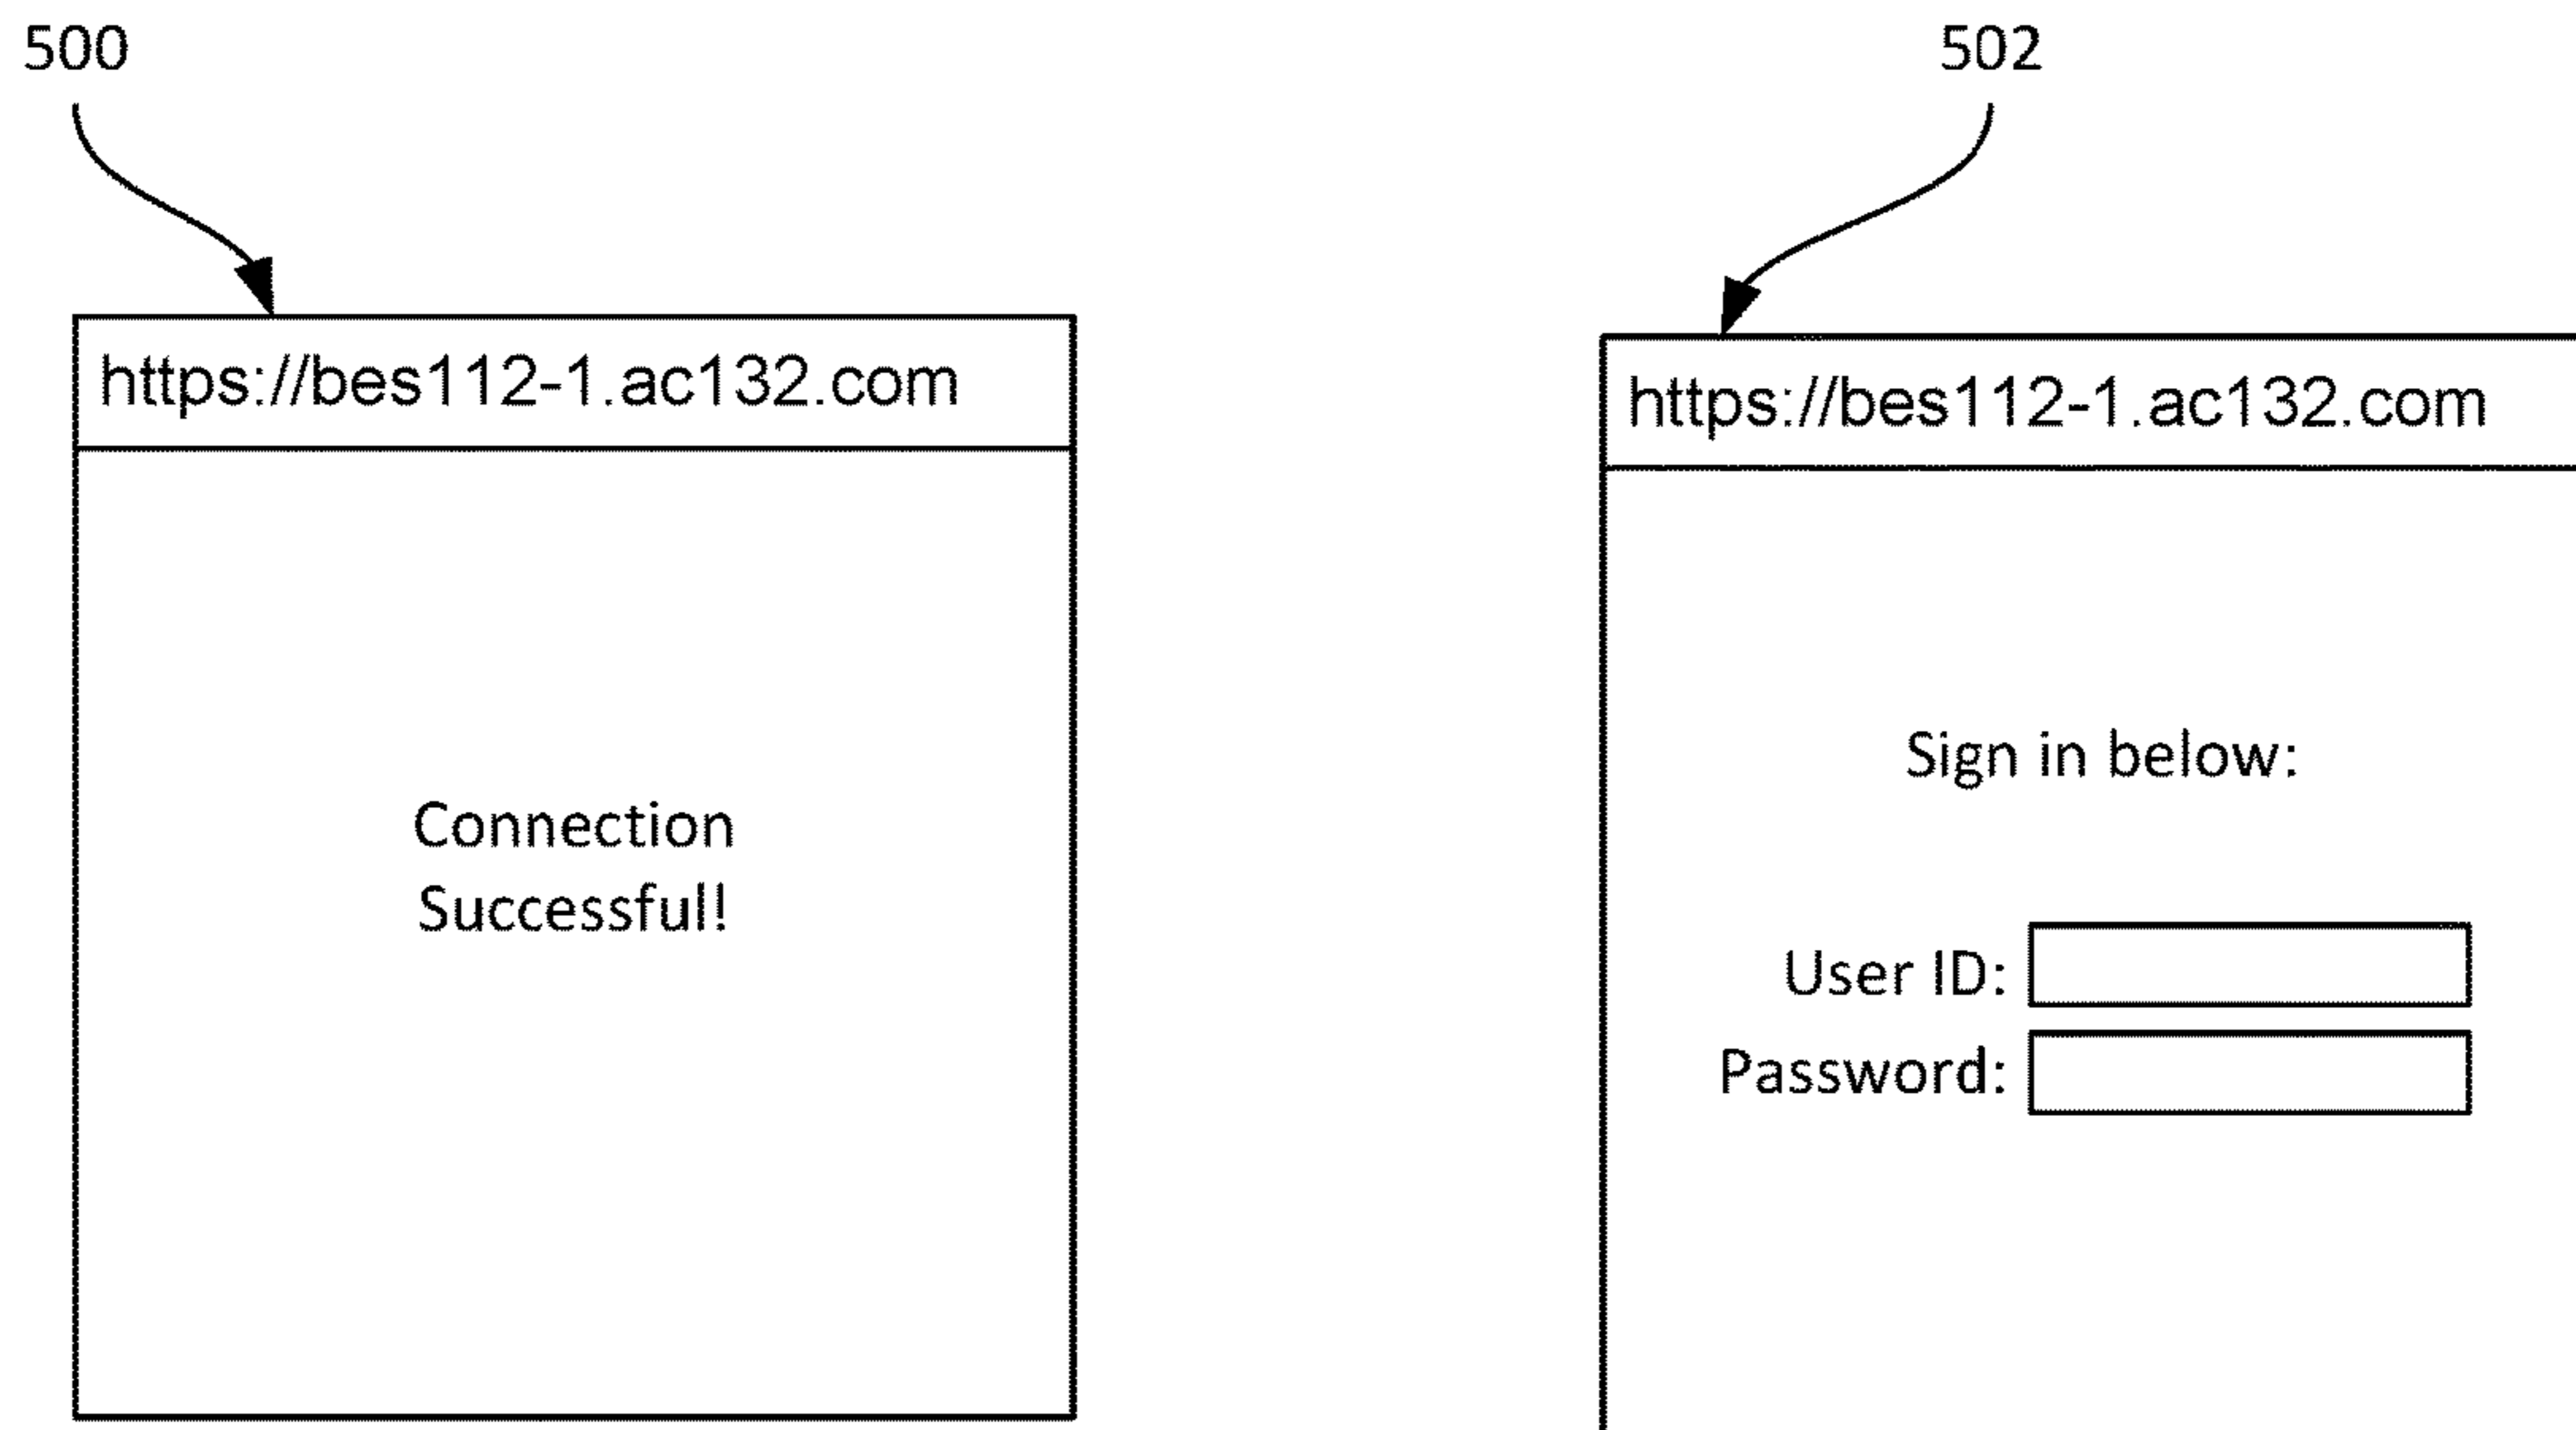 500
https://bes112-1.ac132.com
Connection
Successful!
502
https://bes112-1.ac132.com
Sign in below:
User ID:
Password: